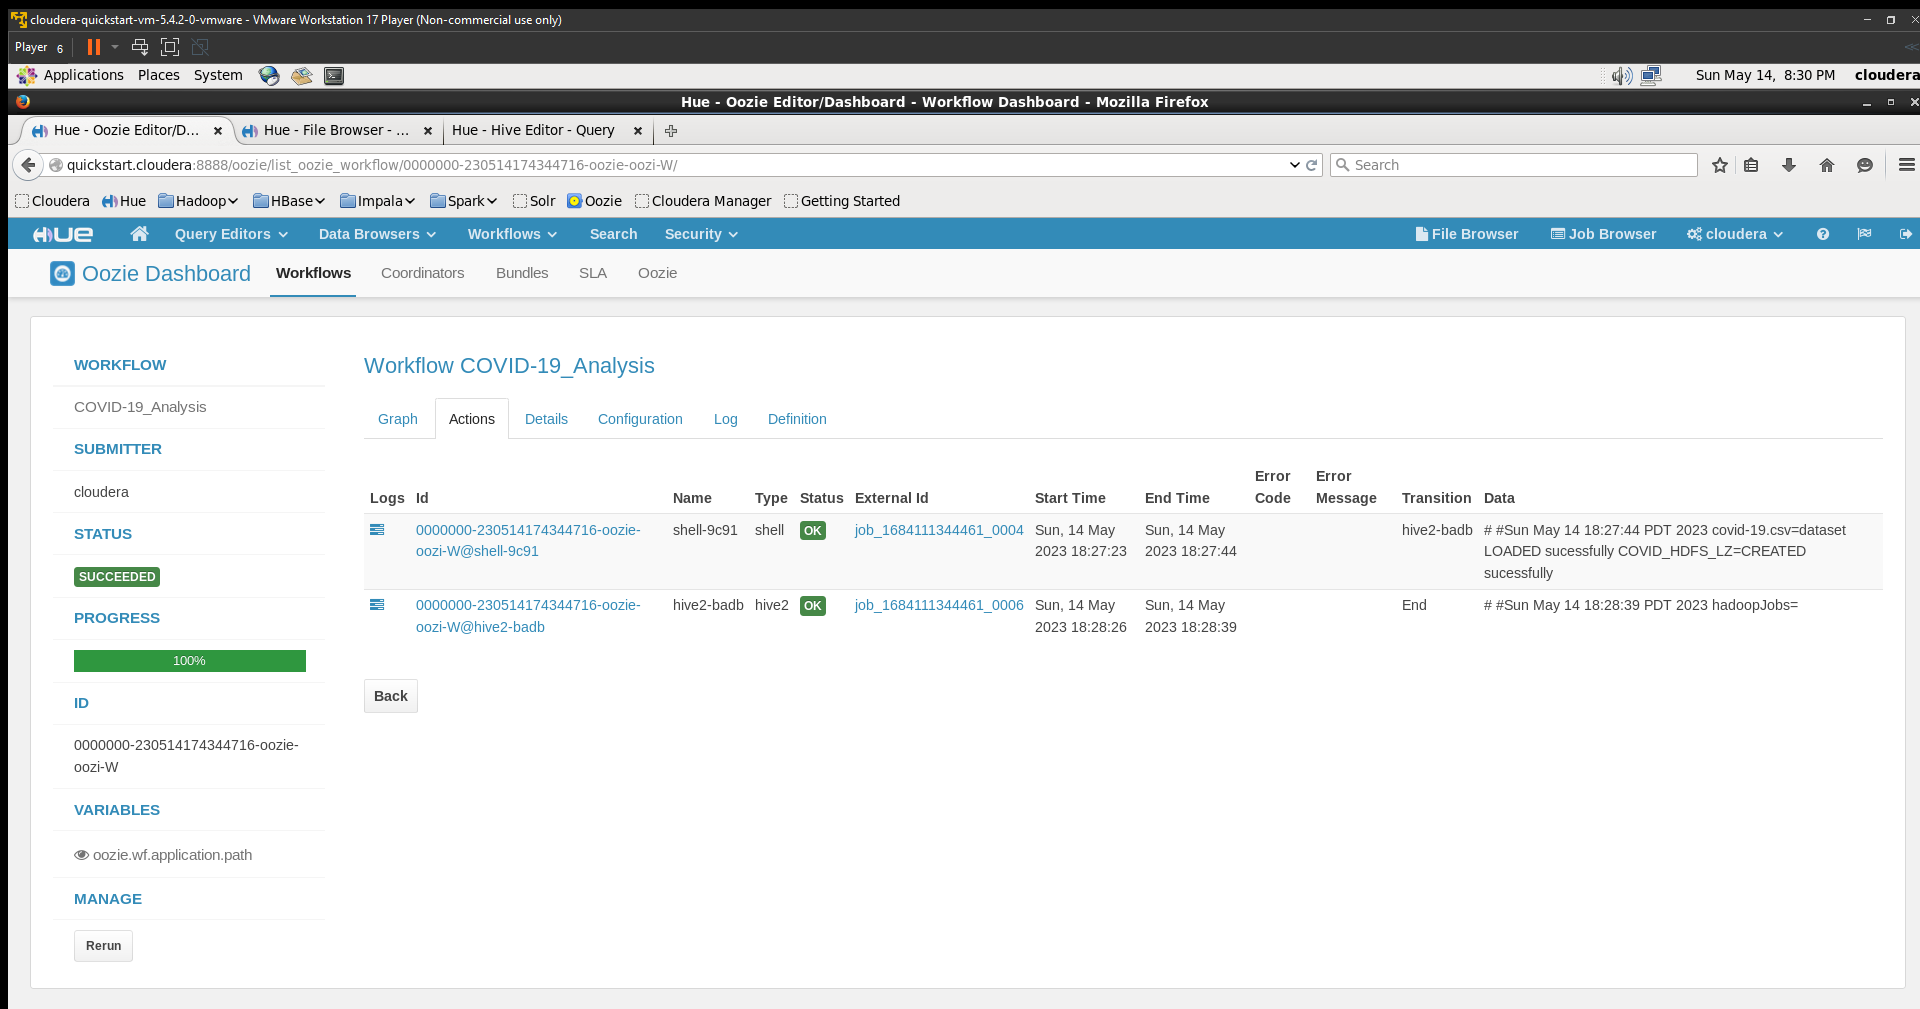 cloudera-quickstart-vm-5.4.2-0-vmware - VMware Workstation 17 Player (Non-commercial use only)
Player 6
Applications Places System Sun May 14, 8:30 PM cloudera
Hue - Oozie Editor/Dashboard - Workflow Dashboard - Mozilla Firefox
Hue - Oozie Editor/D... Hue - File Browser - ... Hue - Hive Editor - Query
quickstart.cloudera:8888/oozie/list_oozie_workflow/0000000-230514174344716-oozie-oozi-W/ Search
Cloudera Hue Hadoop HBase Impala Spark Solr Oozie Cloudera Manager Getting Started
HUE Query Editors Data Browsers Workflows Search Security File Browser Job Browser cloudera
Oozie Dashboard Workflows Coordinators Bundles SLA Oozie
WORKFLOW
COVID-19_Analysis
SUBMITTER
cloudera
STATUS
SUCCEEDED
PROGRESS
100%
ID
0000000-230514174344716-oozie-
oozi-W
VARIABLES
oozie.wf.application.path
MANAGE
Rerun
Workflow COVID-19_Analysis
Graph Actions Details Configuration Log Definition
Error Error
Logs Id Name Type Status External Id Start Time End Time Code Message Transition Data
0000000-230514174344716-oozie- shell-9c91 shell OK job_1684111344461_0004 Sun, 14 May Sun, 14 May hive2-badb # #Sun May 14 18:27:44 PDT 2023 covid-19.csv=dataset
oozi-W@shell-9c91 2023 18:27:23 2023 18:27:44 LOADED sucessfully COVID_HDFS_LZ=CREATED
sucessfully
0000000-230514174344716-oozie- hive2-badb hive2 OK job_1684111344461_0006 Sun, 14 May Sun, 14 May End # #Sun May 14 18:28:39 PDT 2023 hadoopJobs=
oozi-W@hive2-badb 2023 18:28:26 2023 18:28:39
Back